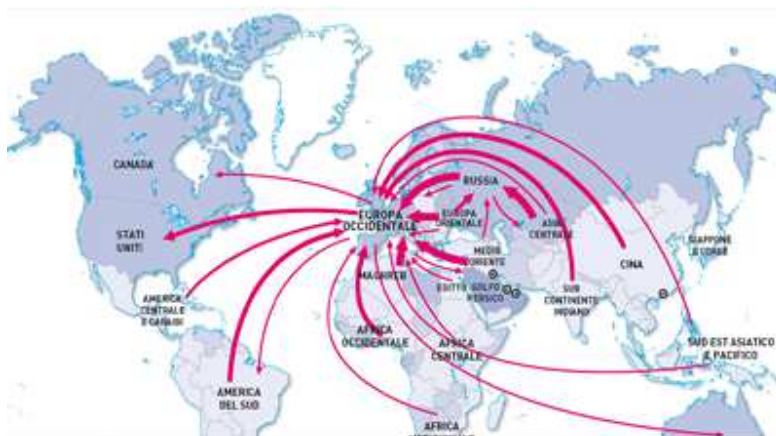 CANADA
STATI
UNITI
AMERICA
CENTRALE
E CARAIBI
AMERICA
DEL SUD
EUROPA
OCCIDENTALE
MAGHREB
AFRICA
OCCIDENTALE
AFRICA
CENTRALE
AFRICA
RUSSIA
EUROPA
ORIENTALE
ASIA
CENTRALE
MEDIO
ORIENTE
EGITTO
GOLFO
PERSICO
SUB
CONTINENTE
INDIANO
CINA
GIAPPONE
E COREE
SUD EST ASIATICO
E PACIFICO